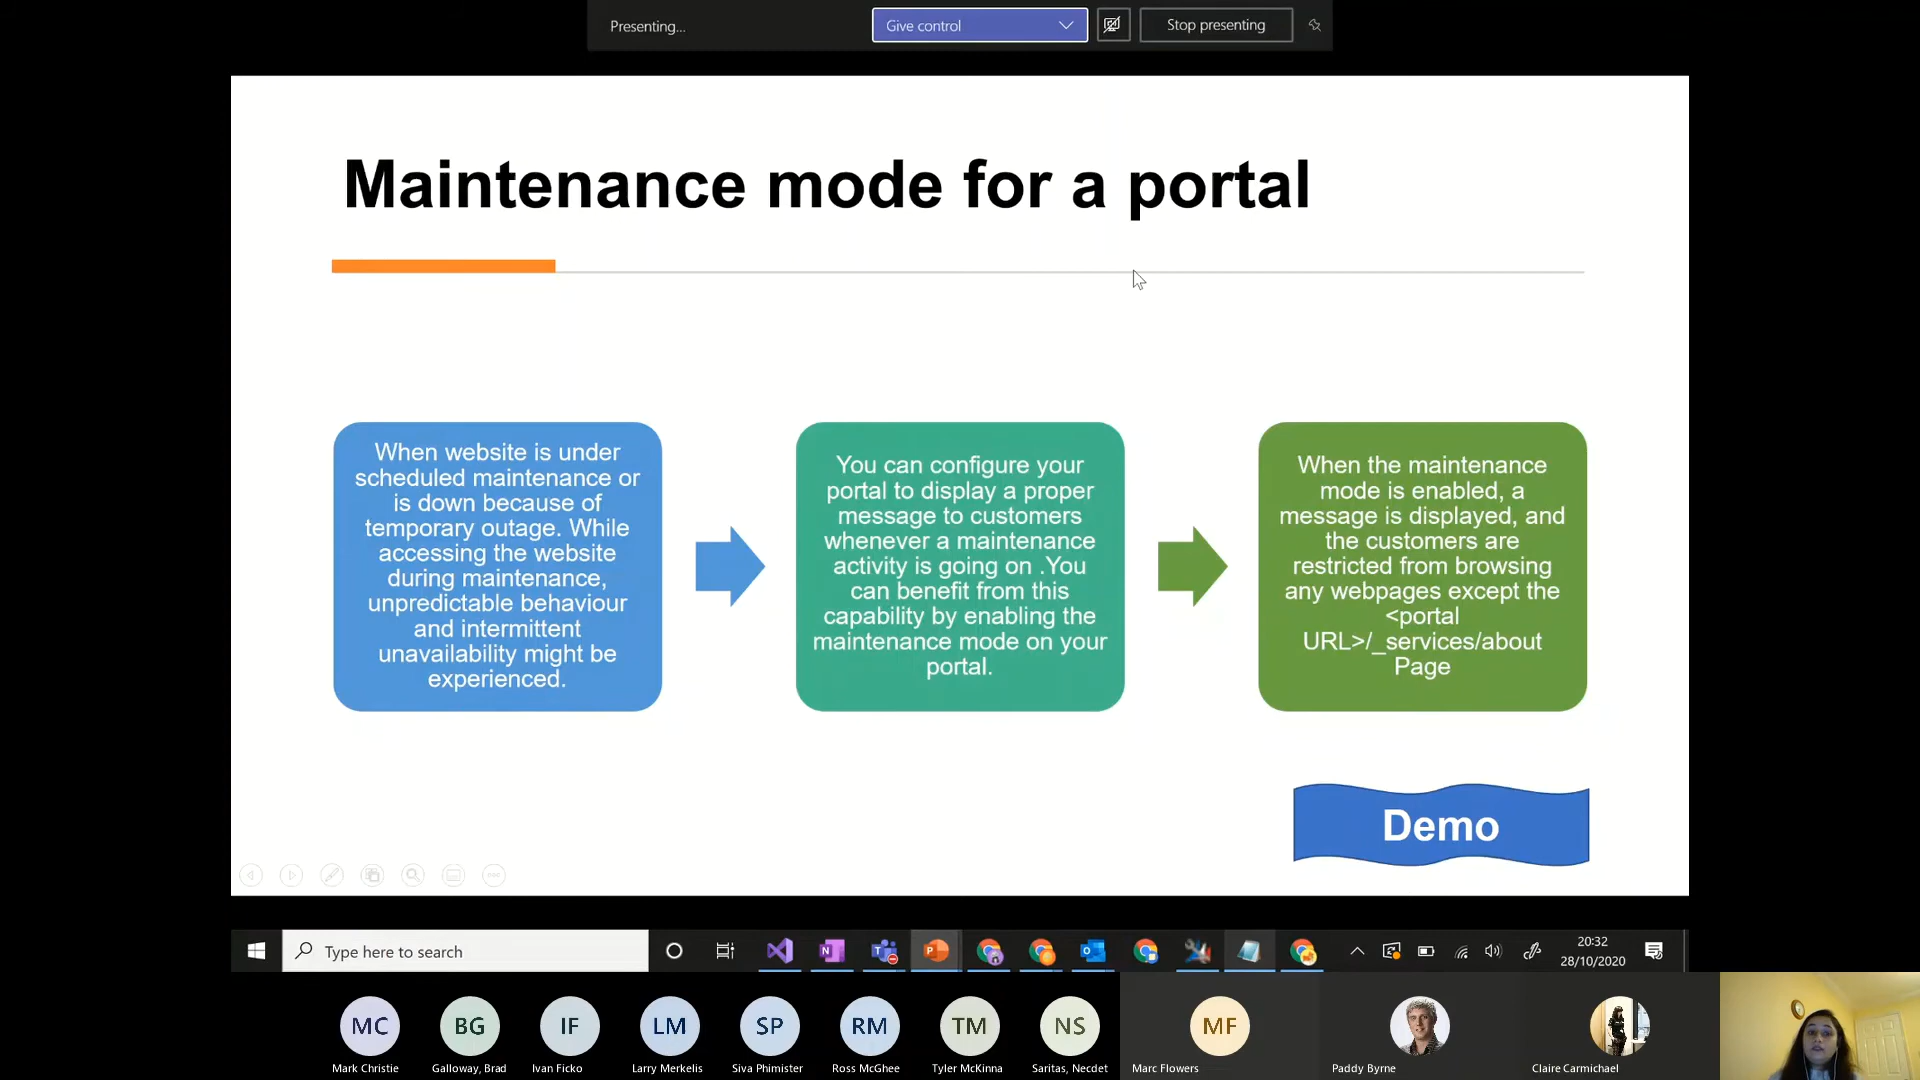 Presenting...
Give control
Stop presenting
Maintenance mode for a portal
When website is under
scheduled maintenance or
is down because of
temporary outage. While
accessing the website
during maintenance,
unpredictable behaviour
and intermittent
unavailability might be
experienced.
You can configure your
portal to display a proper
message to customers
whenever a maintenance
activity is going on .You
can benefit from this
capability by enabling the
maintenance mode on your
portal.
When the maintenance
mode is enabled, a
message is displayed, and
the customers are
restricted from browsing
any webpages except the
<portal
URL>/_services/about
Page
Demo
Type here to search
20:32
28/10/2020
MC
BG
IF
LM
SP
RM
TM
NS
MF
Mark Christie
Galloway, Brad
Ivan Ficko
Larry Merkelis
Siva Phimister
Ross McGhee
Tyler McKinna
Saritas, Necdet
Marc Flowers
Paddy Byrne
Claire Carmichael